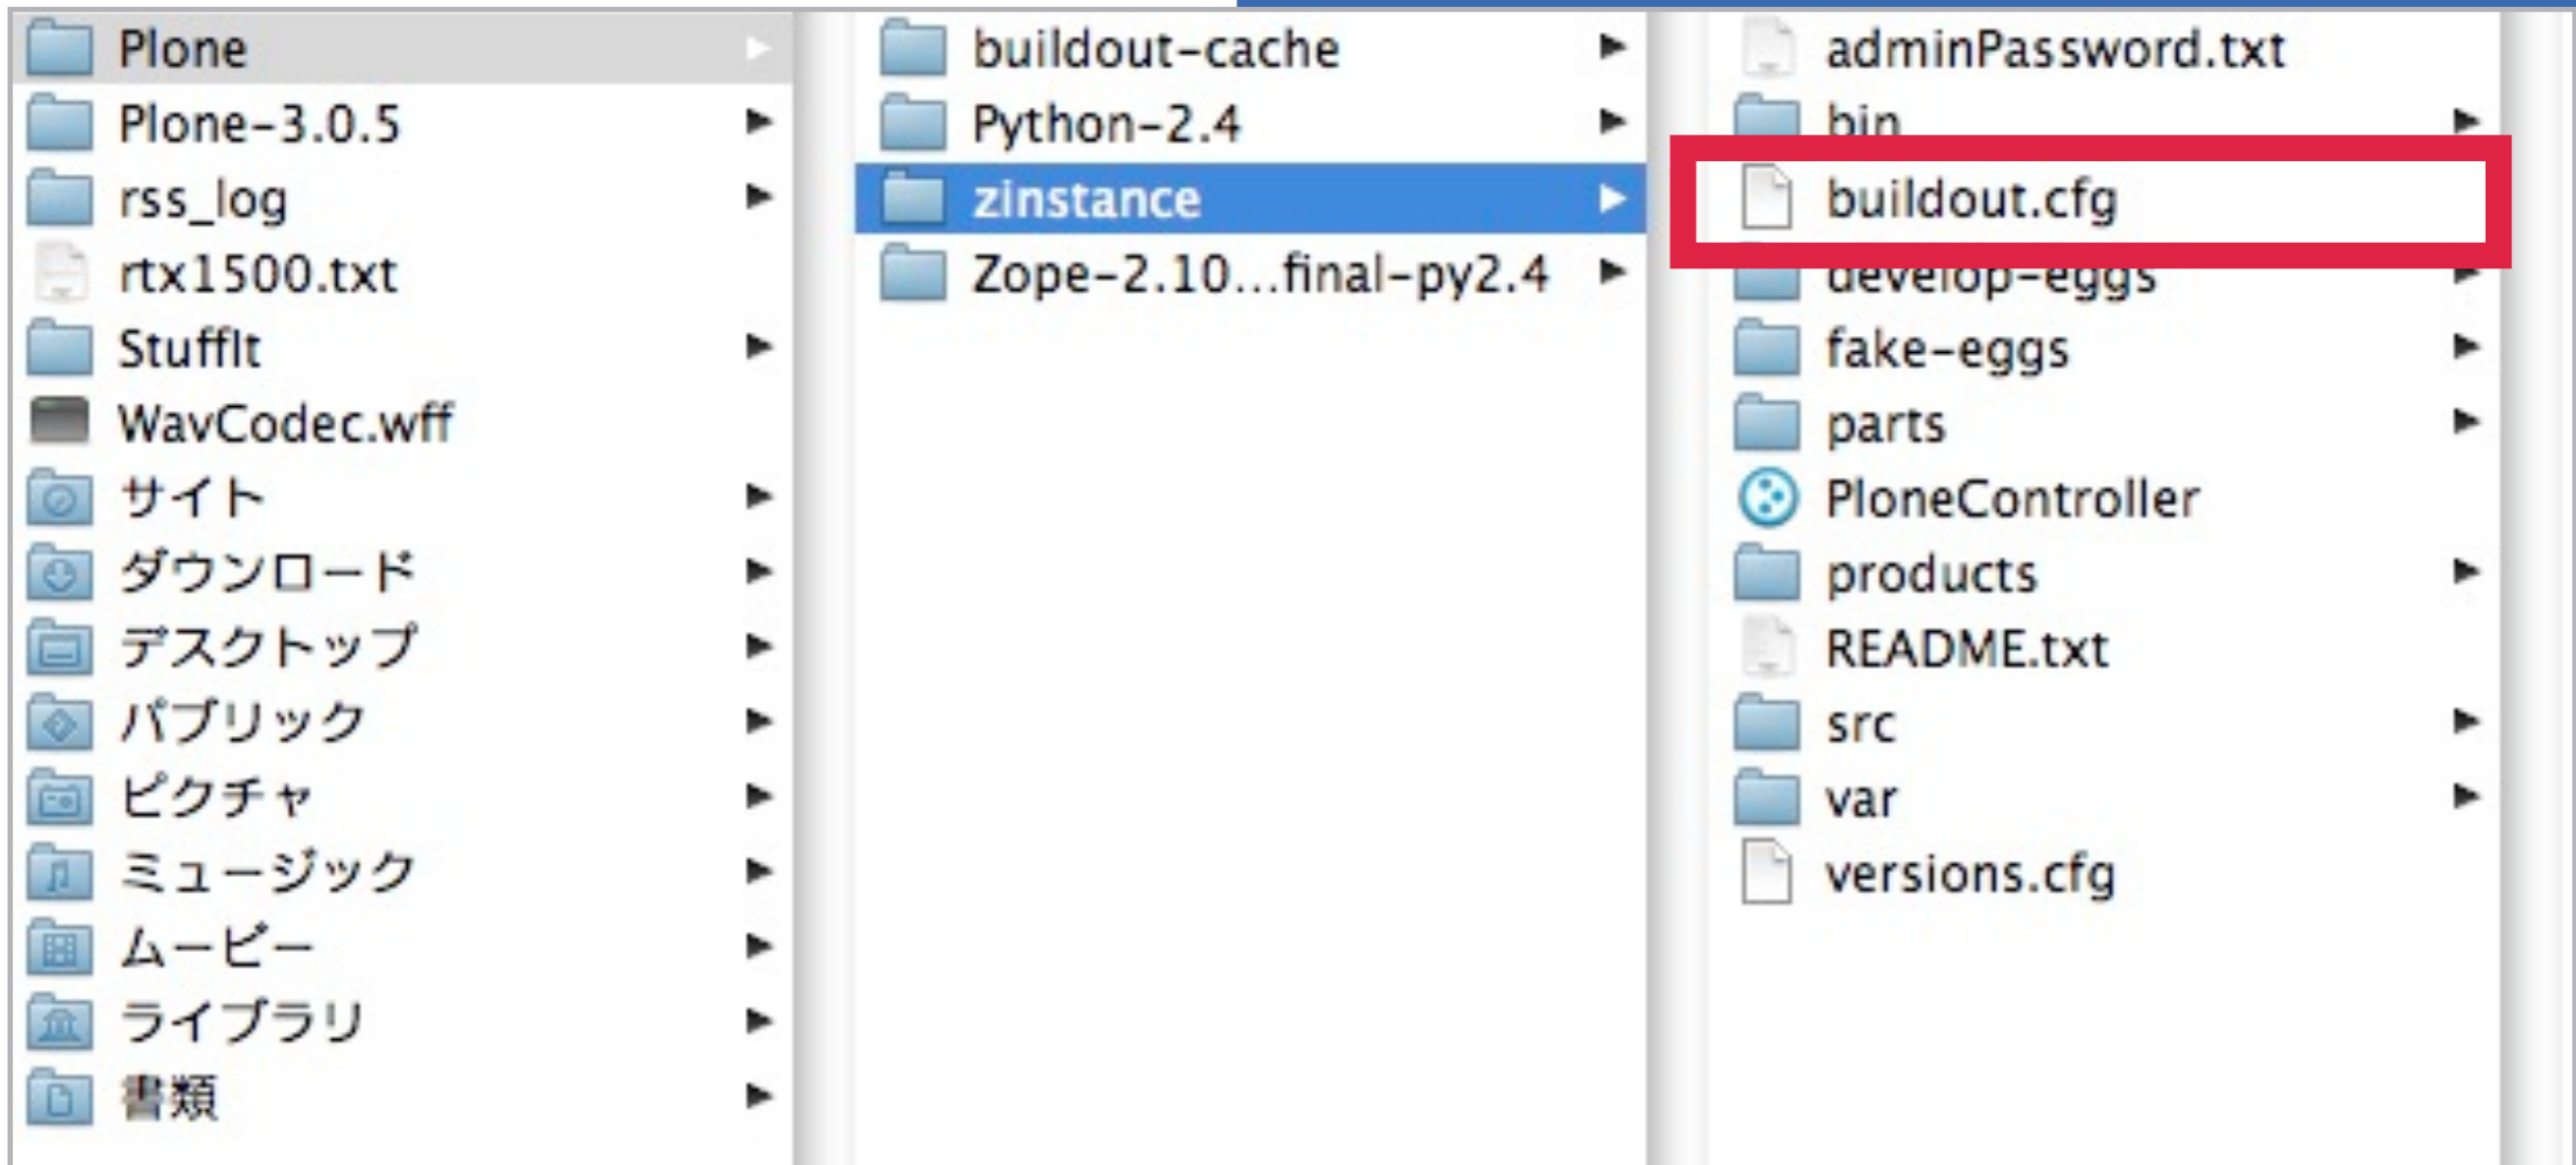 Plone
Plone-3.0.5
rss_log
rtx1500.txt
StuffIt
WavCodec.wff
サイト
ダウンロード
デスクトップ
パブリック
ピクチャ
ミュージック
ムービー
ライブラリ
書類
buildout-cache
Python-2.4
zinstance
Zope-2.10...final-py2.4
adminPassword.txt
bin
buildout.cfg
develop-eggs
fake-eggs
parts
PloneController
products
README.txt
src
var
versions.cfg